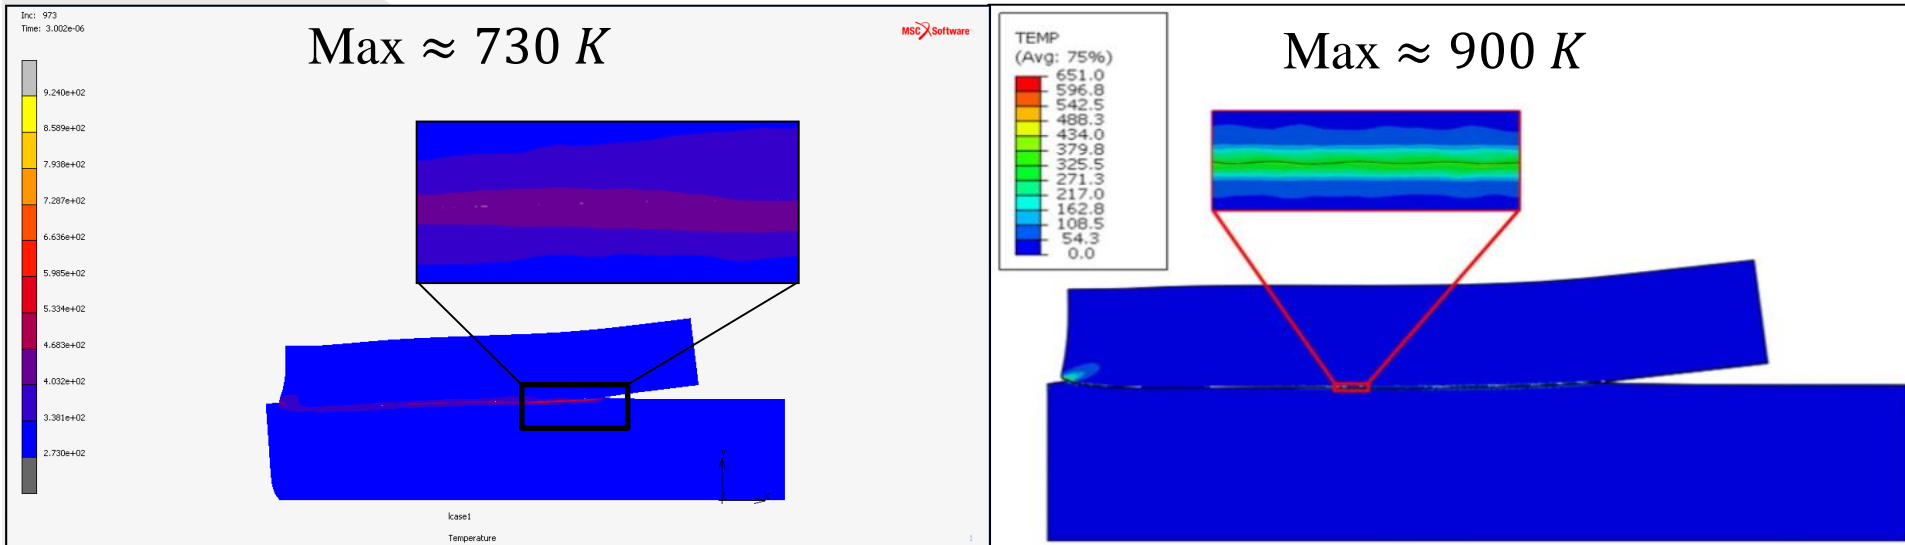 Inc: 973
Time: 3.002e-06
Max ≈ 730 K
MSC Software
9.240e+02
8.589e+02
7.938e+02
7.287e+02
6.636e+02
5.985e+02
5.334e+02
4.683e+02
4.032e+02
3.381e+02
2.730e+02
lcase1
Temperature
1
Max ≈ 900 K
TEMP
(Avg: 75%)
651.0
596.8
542.5
488.3
434.0
379.8
325.5
271.3
217.0
162.8
108.5
54.3
0.0